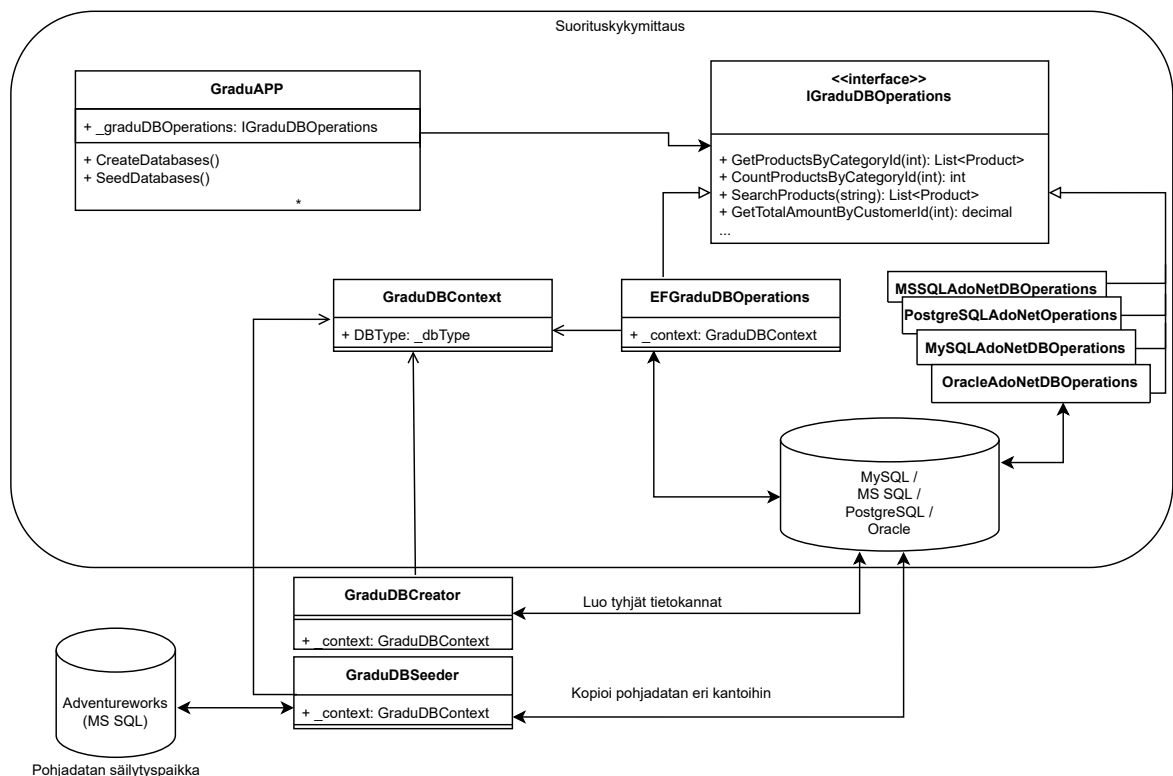 Suorituskykymittaus
GraduAPP
+ _graduDBOperations: IGraduDBOperations
+ CreateDatabases()
+ SeedDatabases()
*
<<interface>>
IGraduDBOperations
+ GetProductsByCategoryId(int): List<Product>
+ CountProductsByCategoryId(int): int
+ SearchProducts(string): List<Product>
+ GetTotalAmountByCustomerId(int): decimal
...
GraduDBContext
+ DBType: _dbType
EFGraduDBOperations
+ _context: GraduDBContext
MSSQLAdoNetDBOperations
PostgreSQLAdoNetOperations
MySQLAdoNetDBOperations
OracleAdoNetDBOperations
MySQL /
MS SQL /
PostgreSQL /
Oracle
GraduDBCreator
+ _context: GraduDBContext
Luo tyhjät tietokannat
GraduDBSeeder
+ _context: GraduDBContext
Kopioi pohjadatan eri kantoihin
Adventureworks
(MS SQL)
Pohjadatan säilytyspaikka